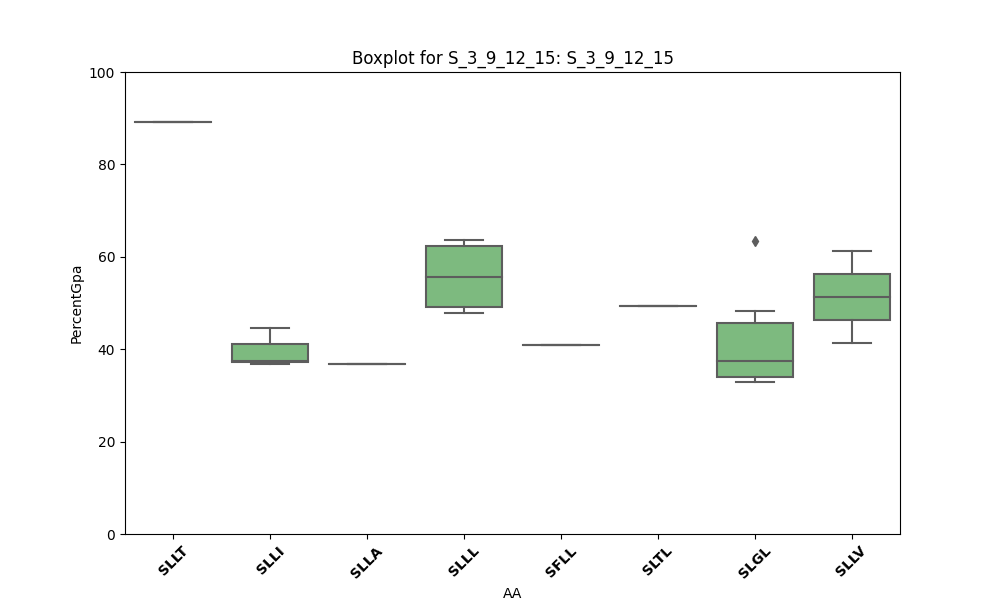 Boxplot for S_3_9_12_15: S_3_9_12_15
100
80
60
40
20
0
PercentGpa
SLLT
SLLI
SLLA
SLLL
SFLL
SLTL
SLGL
SLLV
AA